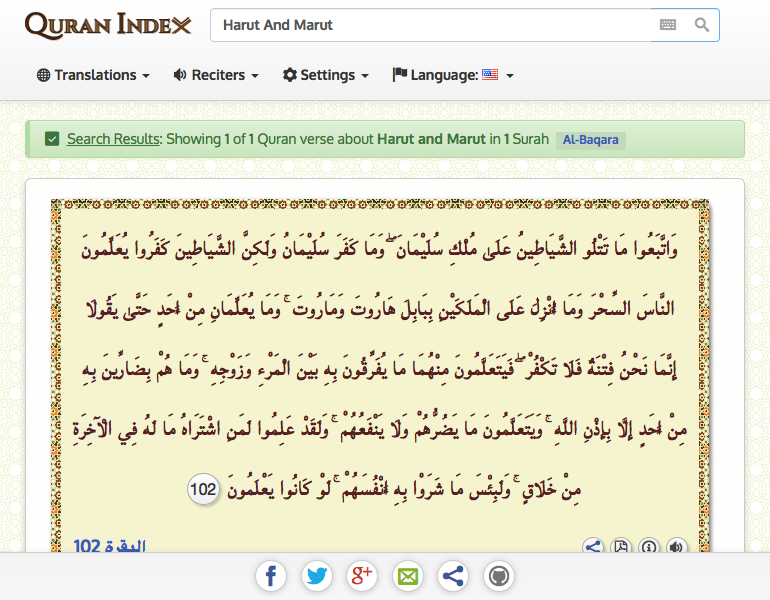 QURAN INDEX
Harut And Marut
Translations Reciters Settings Language:
Search Results: Showing 1 of 1 Quran verse about Harut and Marut in 1 Surah Al-Baqara
وَاتَّبَعُوا مَا تَتْلُو الشَّيَاطِينُ عَلَىٰ مُلْكِ سُلَيْمَانَ ۖ وَمَا كَفَرَ سُلَيْمَانُ وَلَٰكِنَّ الشَّيَاطِينَ كَفَرُوا يُعَلِّمُونَ
النَّاسَ السِّحْرَ وَمَا أُنْزِلَ عَلَى الْمَلَكَيْنِ بِبَابِلَ هَارُوتَ وَمَارُوتَ ۚ وَمَا يُعَلِّمَانِ مِنْ أَحَدٍ حَتَّىٰ يَقُولَا
إِنَّمَا نَحْنُ فِتْنَةٌ فَلَا تَكْفُرْ ۖ فَيَتَعَلَّمُونَ مِنْهُمَا مَا يُفَرِّقُونَ بِهِ بَيْنَ الْمَرْءِ وَزَوْجِهِ ۚ وَمَا هُمْ بِضَارِّينَ بِهِ
مِنْ أَحَدٍ إِلَّا بِإِذْنِ اللَّهِ ۚ وَيَتَعَلَّمُونَ مَا يَضُرُّهُمْ وَلَا يَنْفَعُهُمْ ۚ وَلَقَدْ عَلِمُوا لَمَنِ اشْتَرَاهُ مَا لَهُ فِي الْآخِرَةِ
مِنْ خَلَاقٍ ۚ وَلَبِئْسَ مَا شَرَوْا بِهِ أَنْفُسَهُمْ ۚ لَوْ كَانُوا يَعْلَمُونَ 102
البقرة 102
f g+